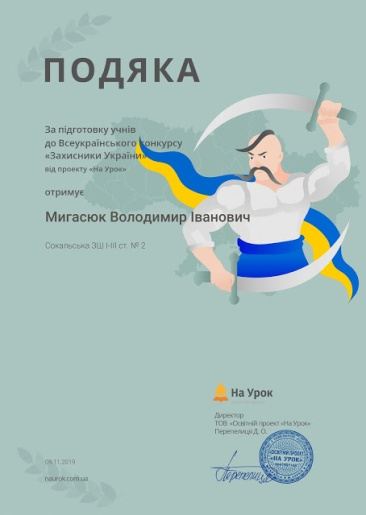 ПОДЯКА
За підготовку учнів
до Всеукраїнського конкурсу
«Захисники України»
від проекту «На Урок»
отримує
Мигасюк Володимир Іванович
Сокальська ЗШ І-ІІІ ст. № 2
На Урок
Директор
ТОВ «Освітній проект «На Урок»
Перепелиця Д. О.
«НА УРОК»
08.11.2019
naurok.com.ua